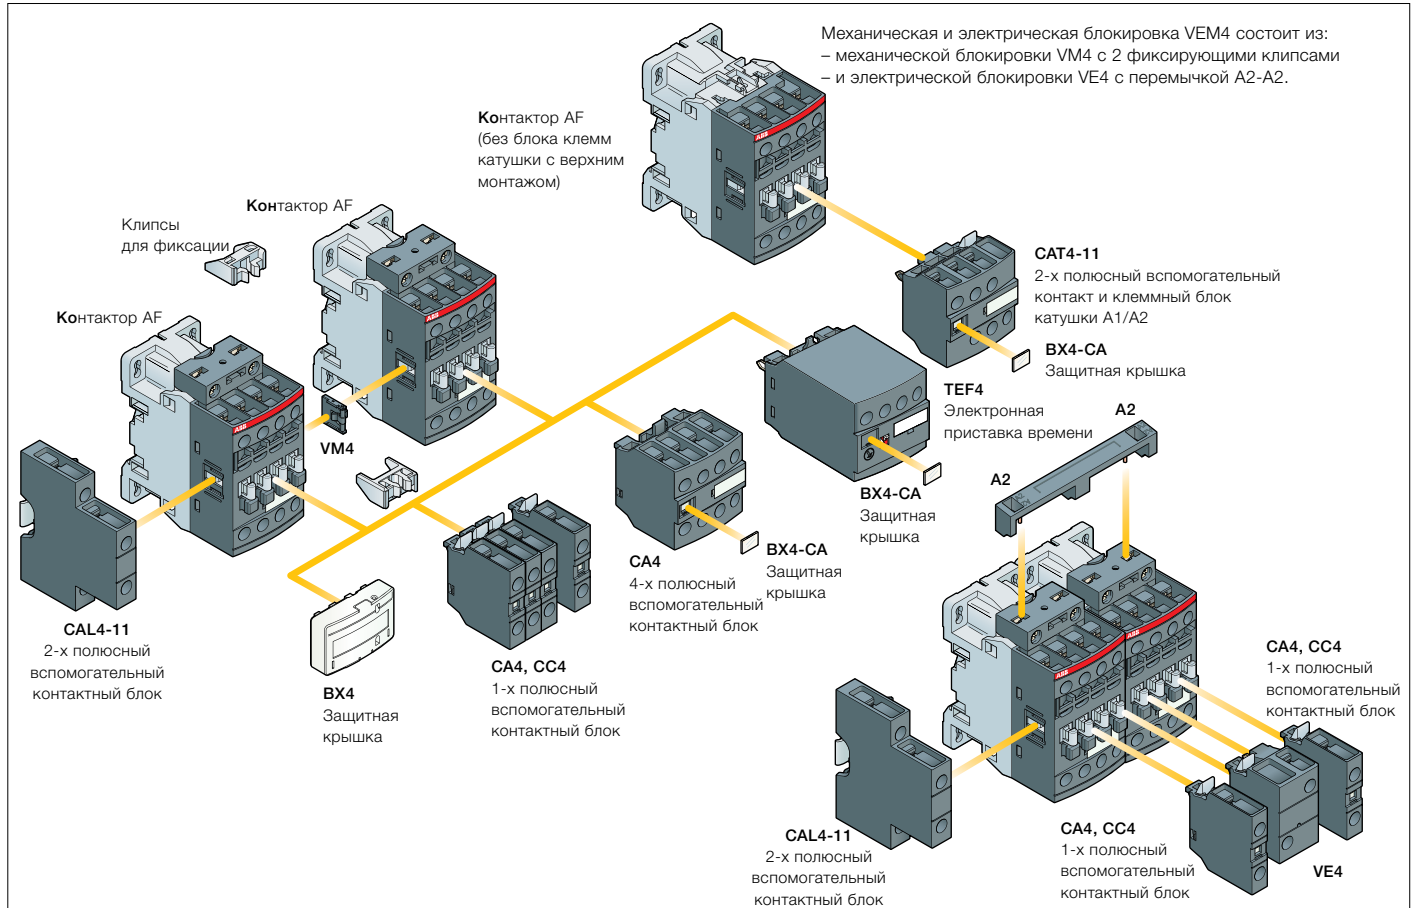 Механическая и электрическая блокировка VEM4 состоит из:
– механической блокировки VM4 с 2 фиксирующими клипсами
– и электрической блокировки VE4 с перемычкой A2-A2.
Контактор AF
(без блока клемм
катушки с верхним
монтажом)
Контактор AF
Клипсы
для фиксации
Контактор AF
CAT4-11
2-х полюсный вспомогательный
контакт и клеммный блок
катушки A1/A2
BX4-CA
Защитная крышка
TEF4
Электронная
приставка времени
BX4-CA
Защитная
крышка
A2
A2
VM4
CA4
4-х полюсный
вспомогательный
контактный блок
BX4-CA
Защитная
крышка
CAL4-11
2-х полюсный
вспомогательный
контактный блок
BX4
Защитная
крышка
CA4, CC4
1-х полюсный
вспомогательный
контактный блок
CA4, CC4
1-х полюсный
вспомогательный
контактный блок
CAL4-11
2-х полюсный
вспомогательный
контактный блок
CA4, CC4
1-х полюсный
вспомогательный
контактный блок
VE4
ABB
ABB
ABB
ABB
ABB